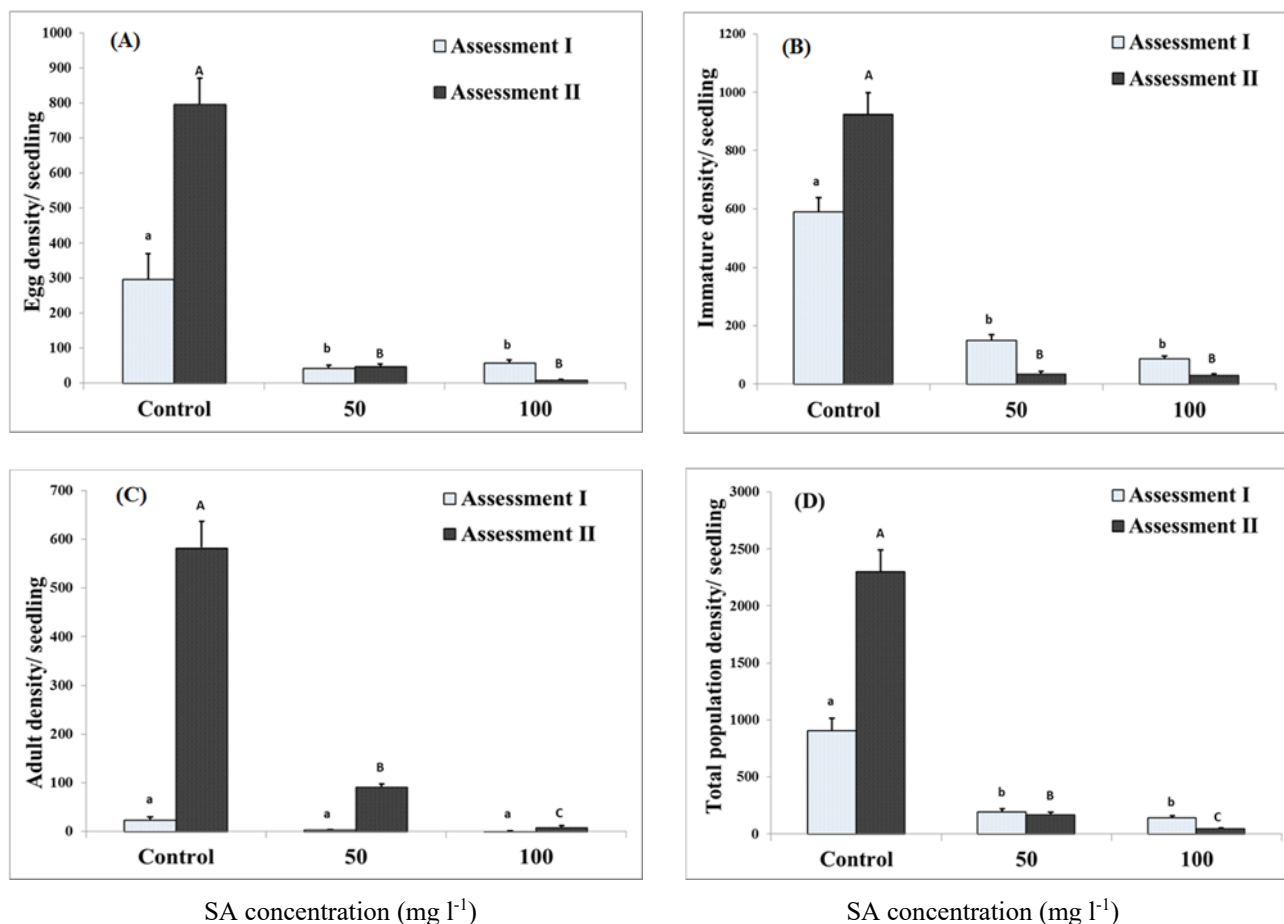 (A)
Assessment I
Assessment II
Egg density/ seedling
1000
900
800
700
600
500
400
300
200
100
0
a
A
b
B
b
B
Control 50 100
(B)
Assessment I
Assessment II
Immature density/ seedling
1200
1000
800
600
400
200
0
a
A
b
B
b
B
Control 50 100
(C)
Assessment I
Assessment II
Adult density/ seedling
700
600
500
400
300
200
100
0
a
A
a
B
a
C
Control 50 100
SA concentration (mg l-1)
(D)
Assessment I
Assessment II
Total population density/ seedling
3000
2500
2000
1500
1000
500
0
a
A
b
B
b
C
Control 50 100
SA concentration (mg l-1)